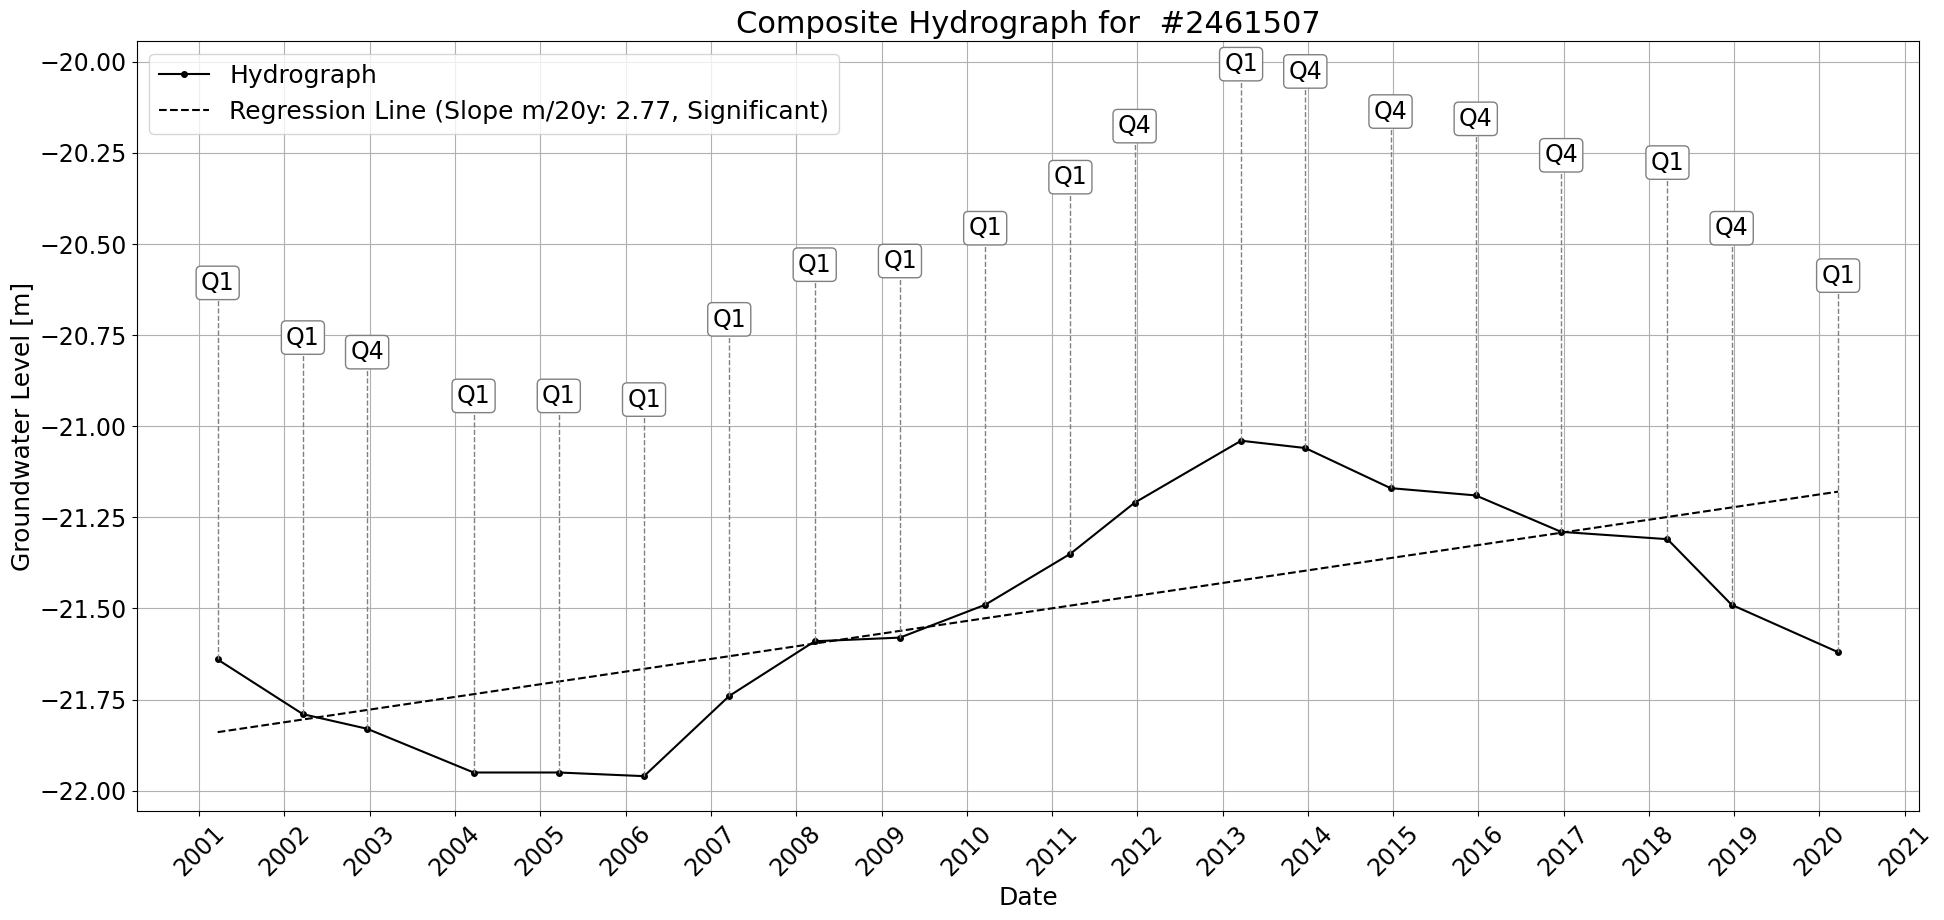 Composite Hydrograph for  #2461507
Hydrograph
Regression Line (Slope m/20y: 2.77, Significant)
Groundwater Level [m]
−20.00
−20.25
−20.50
−20.75
−21.00
−21.25
−21.50
−21.75
−22.00
Q1
Q1
Q4
Q1
Q1
Q1
Q1
Q1
Q1
Q1
Q1
Q4
Q1
Q4
Q4
Q4
Q4
Q1
Q4
Q1
2001
2002
2003
2004
2005
2006
2007
2008
2009
2010
2011
2012
2013
2014
2015
2016
2017
2018
2019
2020
2021
Date